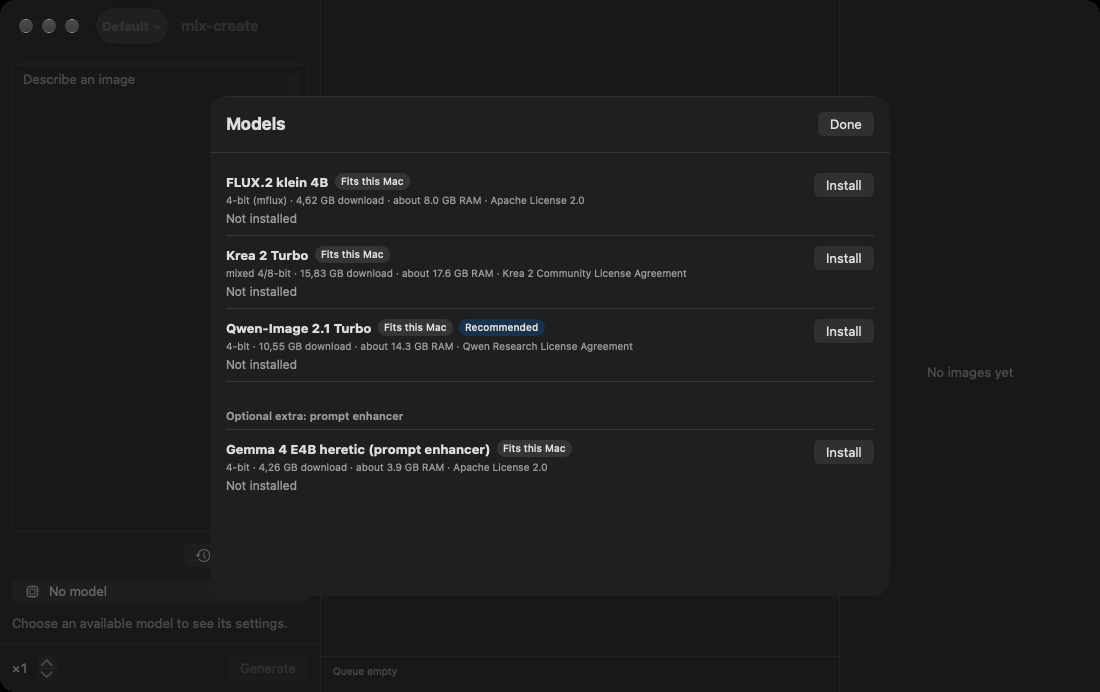 Default
mlx-create
Describe an image
Models
Done
FLUX.2 klein 4B
Fits this Mac
4-bit (mflux) · 4,62 GB download · about 8.0 GB RAM · Apache License 2.0
Not installed
Install
Krea 2 Turbo
Fits this Mac
mixed 4/8-bit · 15,83 GB download · about 17.6 GB RAM · Krea 2 Community License Agreement
Not installed
Install
Qwen-Image 2.1 Turbo
Fits this Mac
Recommended
4-bit · 10,55 GB download · about 14.3 GB RAM · Qwen Research License Agreement
Not installed
Install
Optional extra: prompt enhancer
Gemma 4 E4B heretic (prompt enhancer)
Fits this Mac
4-bit · 4,26 GB download · about 3.9 GB RAM · Apache License 2.0
Not installed
Install
No images yet
No model
Choose an available model to see its settings.
×1
Generate
Queue empty